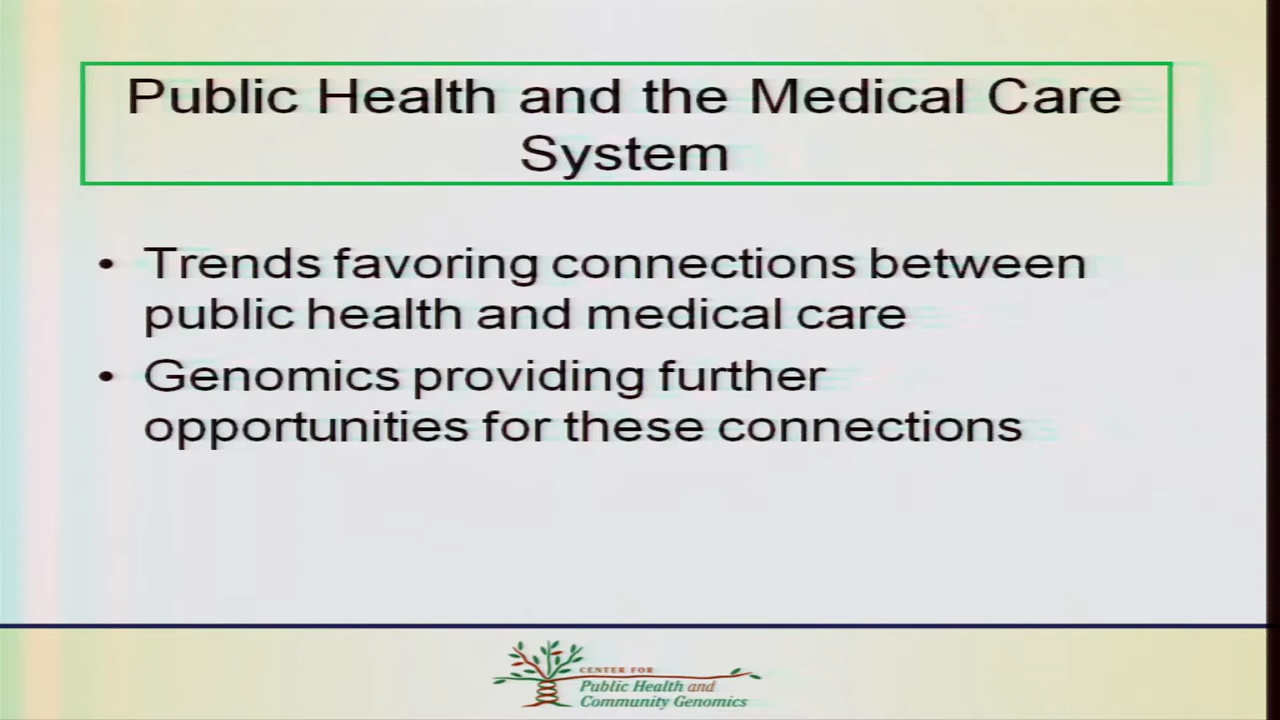 Public Health and the Medical Care
System
• Trends favoring connections between
public health and medical care
• Genomics providing further
opportunities for these connections
CENTER FOR
Public Health and
Community Genomics